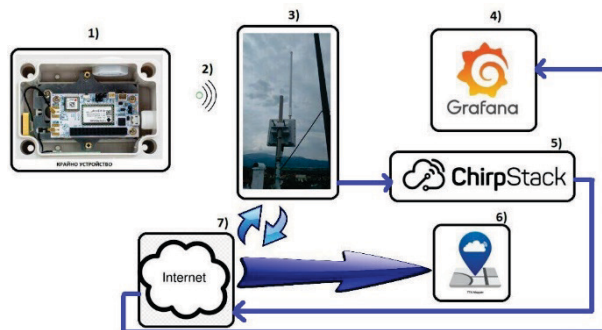 1)
2)
3)
4)
КРАЙНО УСТРОЙСТВО
Grafana
5)
ChirpStack
6)
7)
Internet